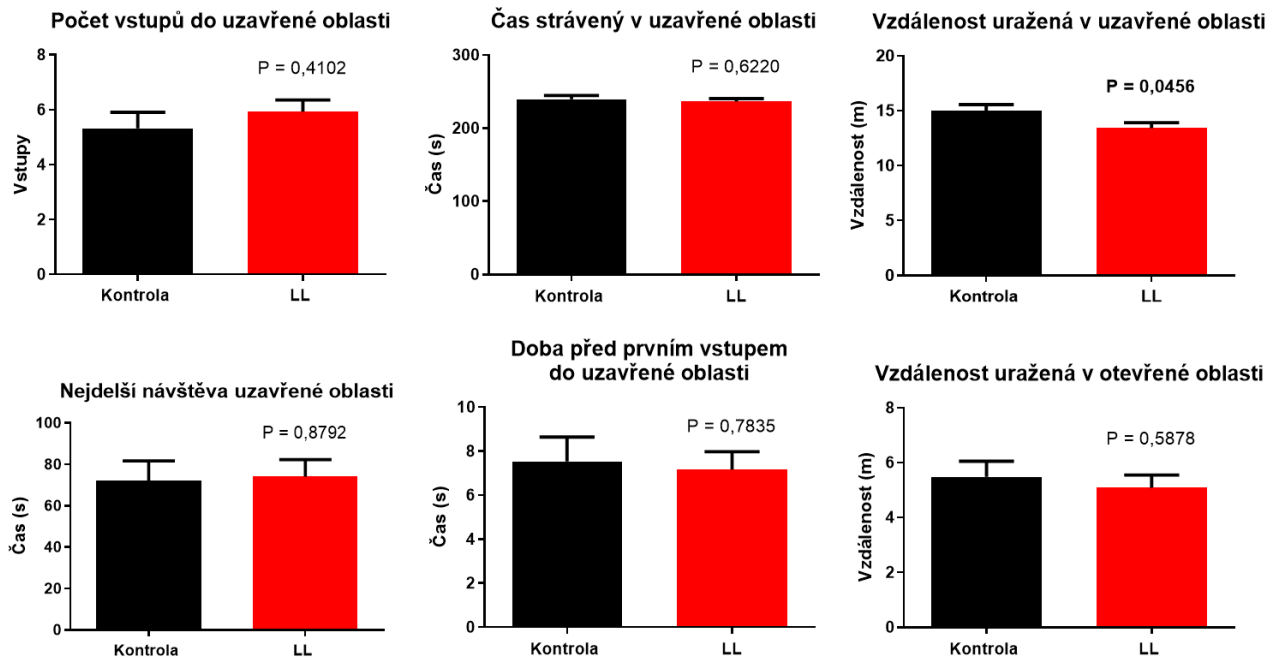 Počet vstupů do uzavřené oblasti
P = 0,4102
Vstupy
8
6
4
2
0
Kontrola
LL
Čas strávený v uzavřené oblasti
P = 0,6220
Čas (s)
300
200
100
0
Kontrola
LL
Vzdálenost uražená v uzavřené oblasti
P = 0,0456
Vzdálenost (m)
20
15
10
5
0
Kontrola
LL
Nejdelší návštěva uzavřené oblasti
P = 0,8792
Čas (s)
100
80
60
40
20
0
Kontrola
LL
Doba před prvním vstupem
do uzavřené oblasti
P = 0,7835
Čas (s)
10
8
6
4
2
0
Kontrola
LL
Vzdálenost uražená v otevřené oblasti
P = 0,5878
Vzdálenost (m)
8
6
4
2
0
Kontrola
LL